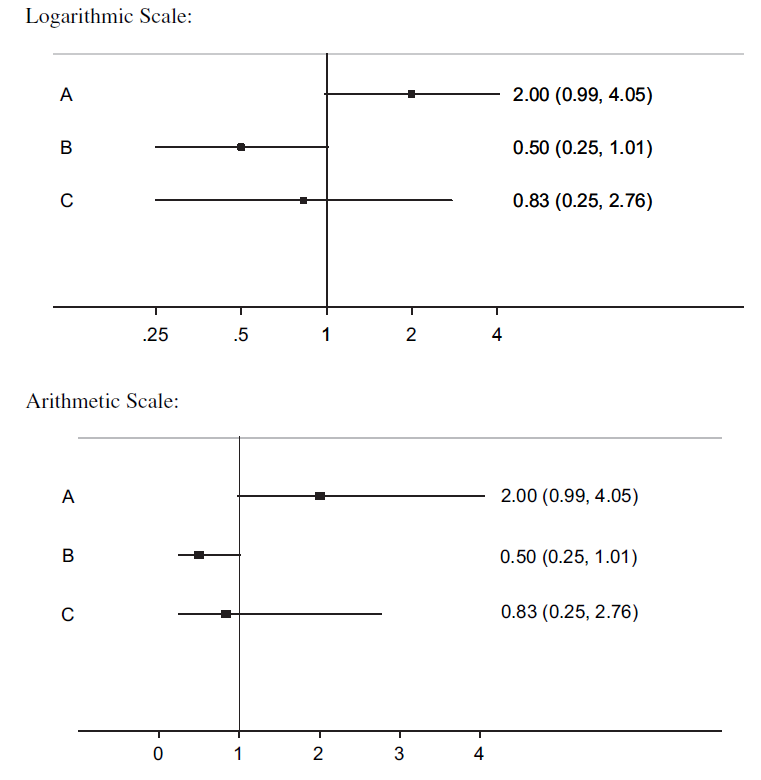 Logarithmic Scale:
A 2.00 (0.99, 4.05)
B 0.50 (0.25, 1.01)
C 0.83 (0.25, 2.76)
.25 .5 1 2 4
Arithmetic Scale:
A 2.00 (0.99, 4.05)
B 0.50 (0.25, 1.01)
C 0.83 (0.25, 2.76)
0 1 2 3 4